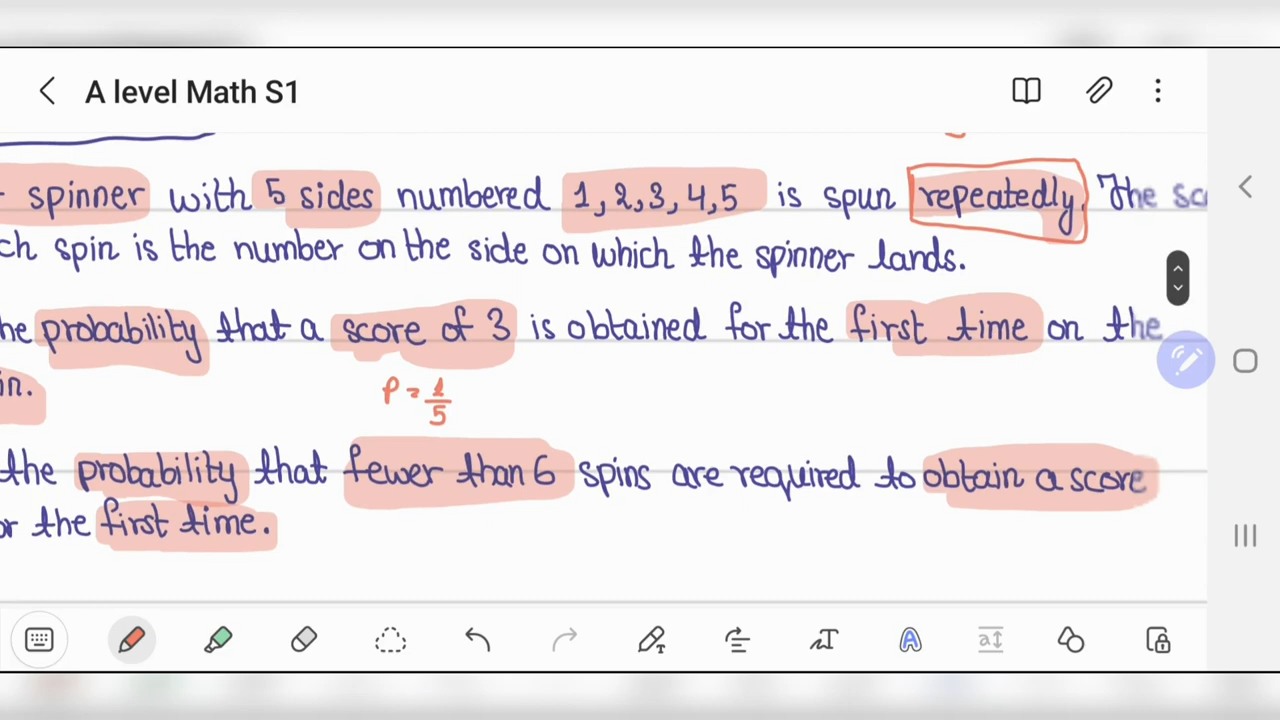 A level Math S1
spinner with 5 sides numbered 1,2,3,4,5 is spun repeatedly. The sc
ch spin is the number on the side on which the spinner lands.
he probability that a score of 3 is obtained for the first time on the
in.
P = 1/5
the probability that fewer than 6 spins are required to obtain a score
or the first time.